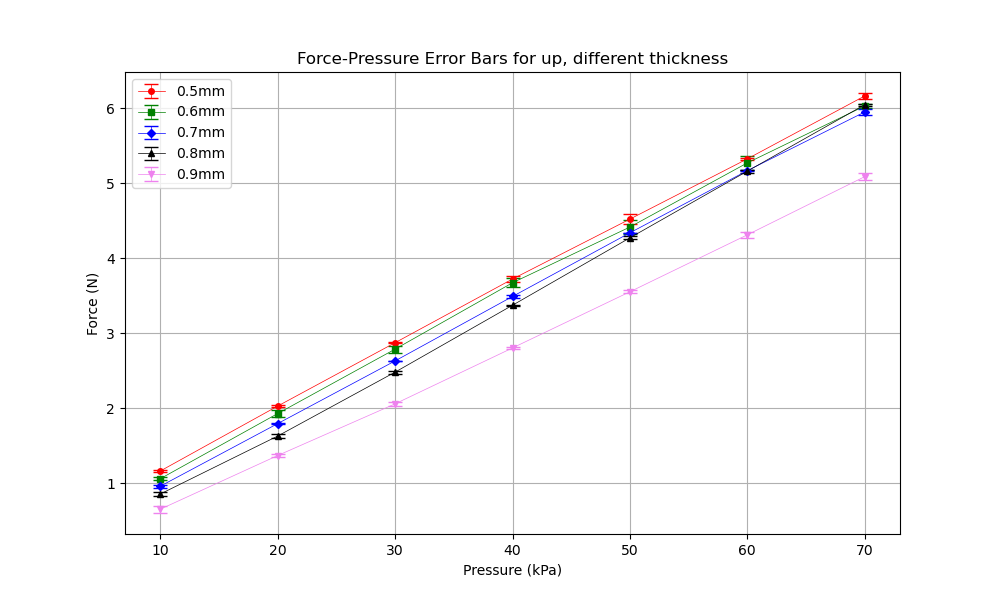 Force-Pressure Error Bars for up, different thickness
0.5mm
0.6mm
0.7mm
0.8mm
0.9mm
6
5
4
3
2
1
Force (N)
10 20 30 40 50 60 70
Pressure (kPa)